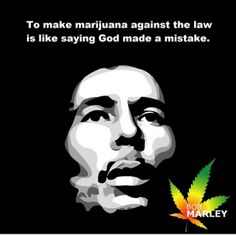 To make marijuana against the law
is like saying God made a mistake.
BOB
MARLEY